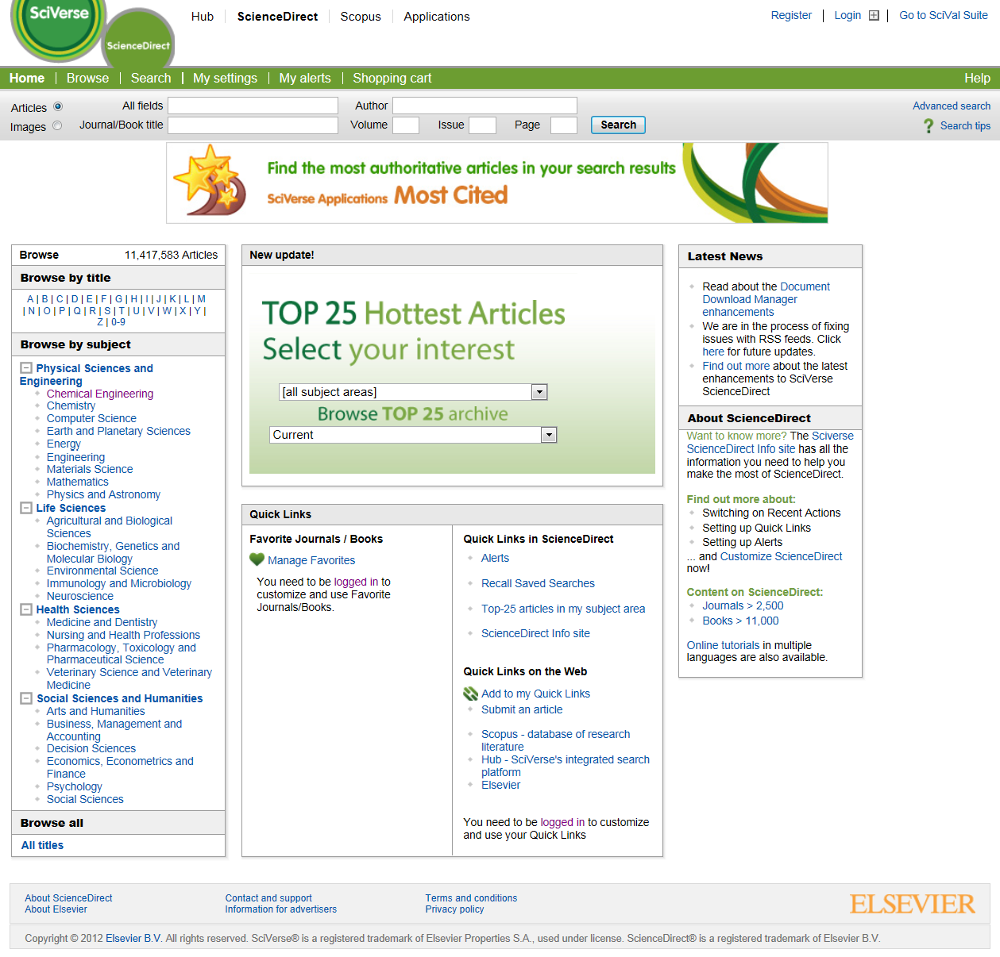 SciVerse
ScienceDirect
Hub
ScienceDirect
Scopus
Applications
Register
Login
Go to SciVal Suite
Home
Browse
Search
My settings
My alerts
Shopping cart
Help
Articles
All fields
Author
Advanced search
Images
Journal/Book title
Volume
Issue
Page
Search
? Search tips
Find the most authoritative articles in your search results
SciVerse Applications Most Cited
Browse 11,417,583 Articles
Browse by title
A | B | C | D | E | F | G | H | I | J | K | L | M
| N | O | P | Q | R | S | T | U | V | W | X | Y |
Z | 0-9
Browse by subject
Physical Sciences and
Engineering
Chemical Engineering
Chemistry
Computer Science
Earth and Planetary Sciences
Energy
Engineering
Materials Science
Mathematics
Physics and Astronomy
Life Sciences
Agricultural and Biological
Sciences
Biochemistry, Genetics and
Molecular Biology
Environmental Science
Immunology and Microbiology
Neuroscience
Health Sciences
Medicine and Dentistry
Nursing and Health Professions
Pharmacology, Toxicology and
Pharmaceutical Science
Veterinary Science and Veterinary
Medicine
Social Sciences and Humanities
Arts and Humanities
Business, Management and
Accounting
Decision Sciences
Economics, Econometrics and
Finance
Psychology
Social Sciences
Browse all
All titles
New update!
TOP 25 Hottest Articles
Select your interest
[all subject areas]
Browse TOP 25 archive
Current
Quick Links
Favorite Journals / Books
Manage Favorites
You need to be logged in to
customize and use Favorite
Journals/Books.
Quick Links in ScienceDirect
Alerts
Recall Saved Searches
Top-25 articles in my subject area
ScienceDirect Info site
Quick Links on the Web
Add to my Quick Links
Submit an article
Scopus - database of research
literature
Hub - SciVerse's integrated search
platform
Elsevier
You need to be logged in to customize
and use your Quick Links
Latest News
Read about the Document
Download Manager
enhancements
We are in the process of fixing
issues with RSS feeds. Click
here for future updates.
Find out more about the latest
enhancements to SciVerse
ScienceDirect
About ScienceDirect
Want to know more? The Sciverse
ScienceDirect Info site has all the
information you need to help you
make the most of ScienceDirect.
Find out more about:
Switching on Recent Actions
Setting up Quick Links
Setting up Alerts
... and Customize ScienceDirect
now!
Content on ScienceDirect:
Journals > 2,500
Books > 11,000
Online tutorials in multiple
languages are also available.
About ScienceDirect
About Elsevier
Contact and support
Information for advertisers
Terms and conditions
Privacy policy
ELSEVIER
Copyright © 2012 Elsevier B.V. All rights reserved. SciVerse® is a registered trademark of Elsevier Properties S.A., used under license. ScienceDirect® is a registered trademark of Elsevier B.V.